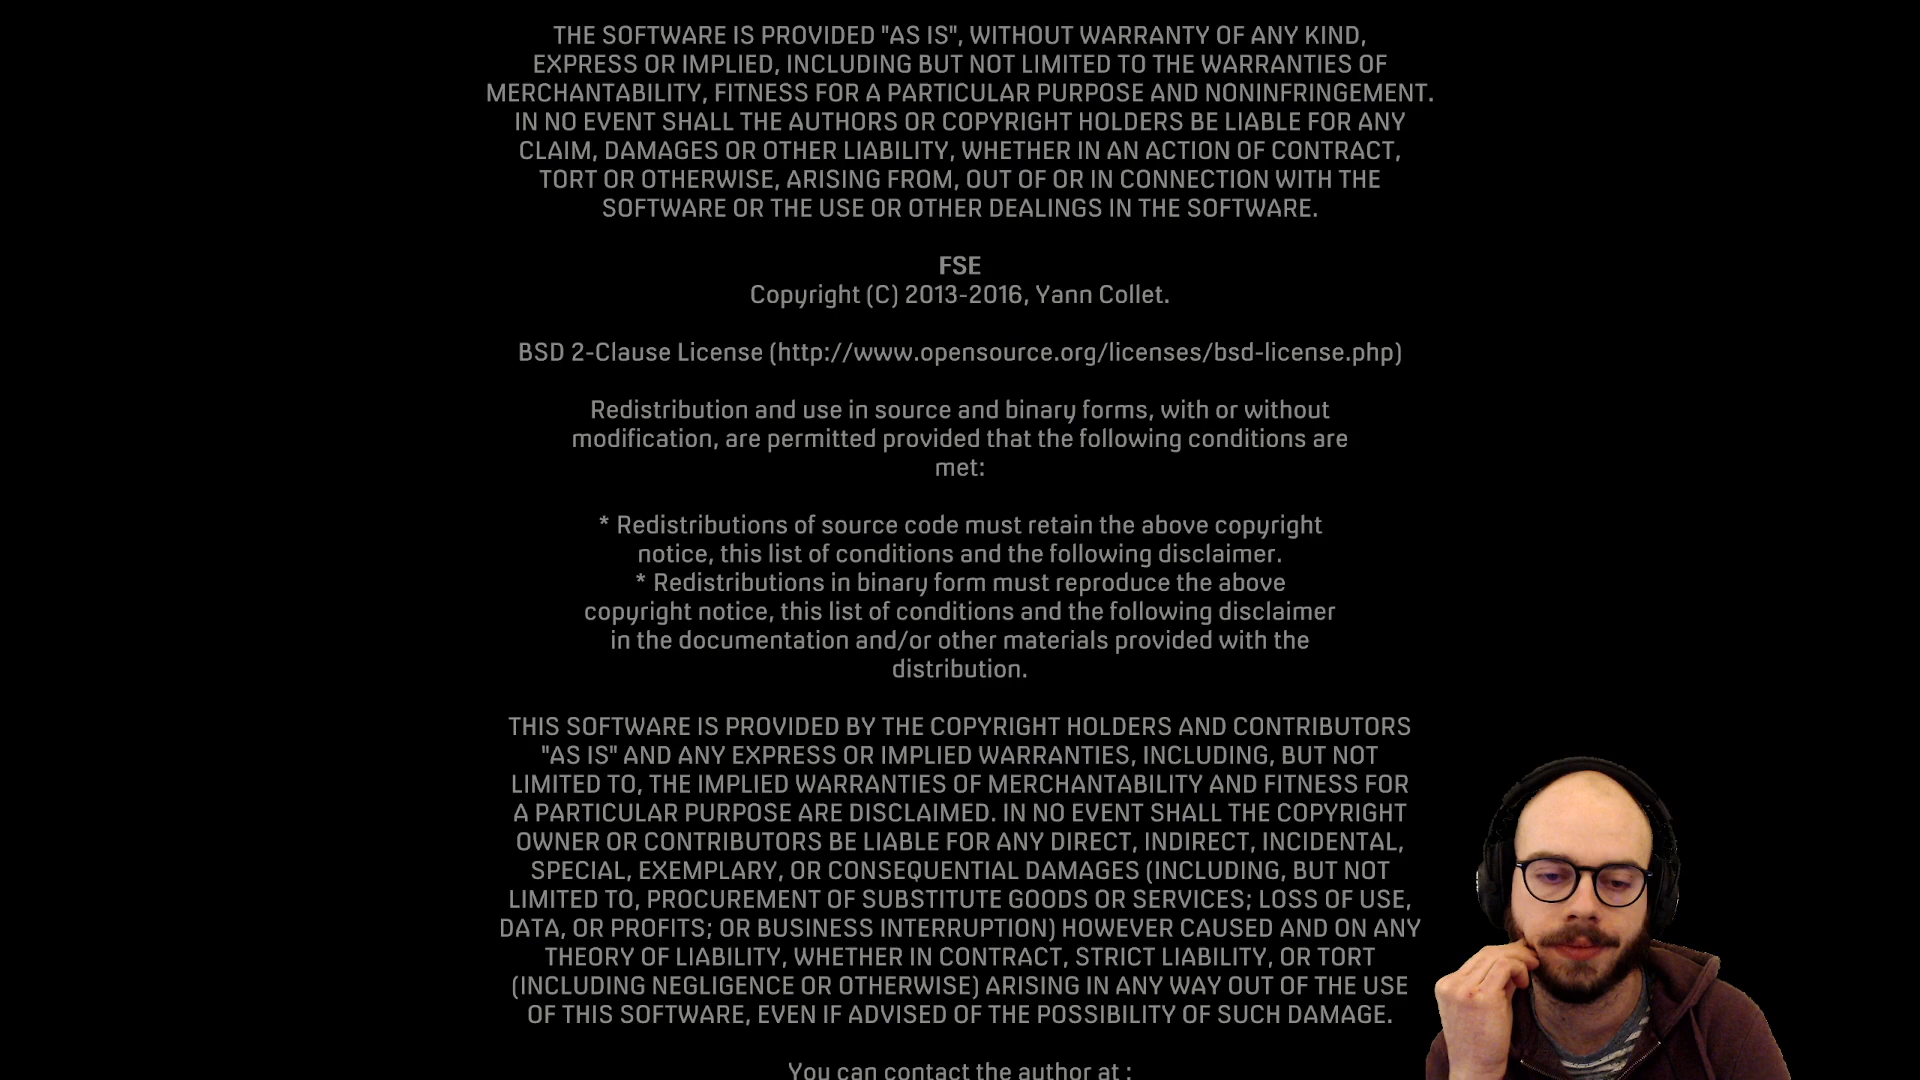 THE SOFTWARE IS PROVIDED "AS IS", WITHOUT WARRANTY OF ANY KIND,
EXPRESS OR IMPLIED, INCLUDING BUT NOT LIMITED TO THE WARRANTIES OF
MERCHANTABILITY, FITNESS FOR A PARTICULAR PURPOSE AND NONINFRINGEMENT.
IN NO EVENT SHALL THE AUTHORS OR COPYRIGHT HOLDERS BE LIABLE FOR ANY
CLAIM, DAMAGES OR OTHER LIABILITY, WHETHER IN AN ACTION OF CONTRACT,
TORT OR OTHERWISE, ARISING FROM, OUT OF OR IN CONNECTION WITH THE
SOFTWARE OR THE USE OR OTHER DEALINGS IN THE SOFTWARE.
FSE
Copyright (C) 2013-2016, Yann Collet.
BSD 2-Clause License (http://www.opensource.org/licenses/bsd-license.php)
Redistribution and use in source and binary forms, with or without
modification, are permitted provided that the following conditions are
met:
* Redistributions of source code must retain the above copyright
notice, this list of conditions and the following disclaimer.
* Redistributions in binary form must reproduce the above
copyright notice, this list of conditions and the following disclaimer
in the documentation and/or other materials provided with the
distribution.
THIS SOFTWARE IS PROVIDED BY THE COPYRIGHT HOLDERS AND CONTRIBUTORS
"AS IS" AND ANY EXPRESS OR IMPLIED WARRANTIES, INCLUDING, BUT NOT
LIMITED TO, THE IMPLIED WARRANTIES OF MERCHANTABILITY AND FITNESS FOR
A PARTICULAR PURPOSE ARE DISCLAIMED. IN NO EVENT SHALL THE COPYRIGHT
OWNER OR CONTRIBUTORS BE LIABLE FOR ANY DIRECT, INDIRECT, INCIDENTAL,
SPECIAL, EXEMPLARY, OR CONSEQUENTIAL DAMAGES (INCLUDING, BUT NOT
LIMITED TO, PROCUREMENT OF SUBSTITUTE GOODS OR SERVICES; LOSS OF USE,
DATA, OR PROFITS; OR BUSINESS INTERRUPTION) HOWEVER CAUSED AND ON ANY
THEORY OF LIABILITY, WHETHER IN CONTRACT, STRICT LIABILITY, OR TORT
(INCLUDING NEGLIGENCE OR OTHERWISE) ARISING IN ANY WAY OUT OF THE USE
OF THIS SOFTWARE, EVEN IF ADVISED OF THE POSSIBILITY OF SUCH DAMAGE.
You can contact the author at :